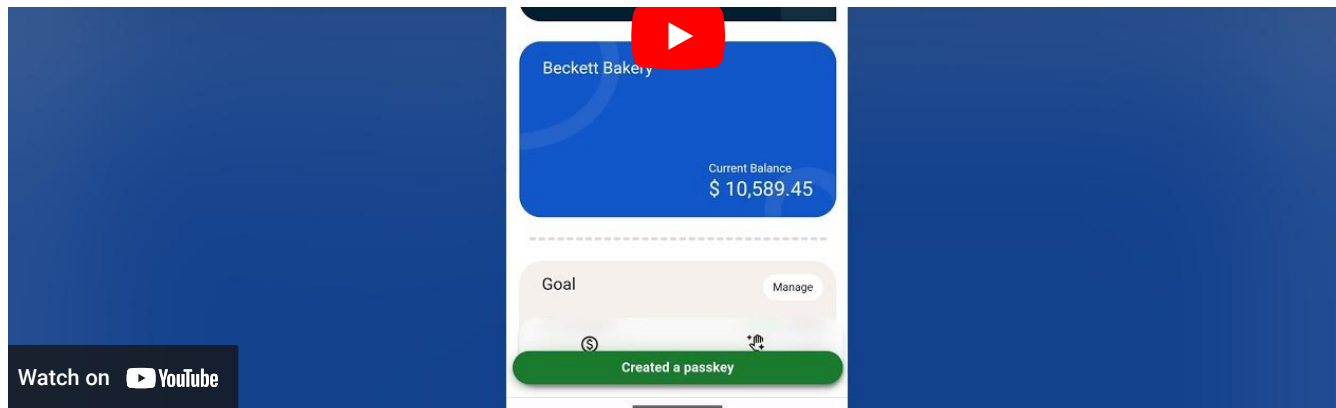 Beckett Bakery
Current Balance
$ 10,589.45
Goal
Manage
Created a passkey
Watch on YouTube